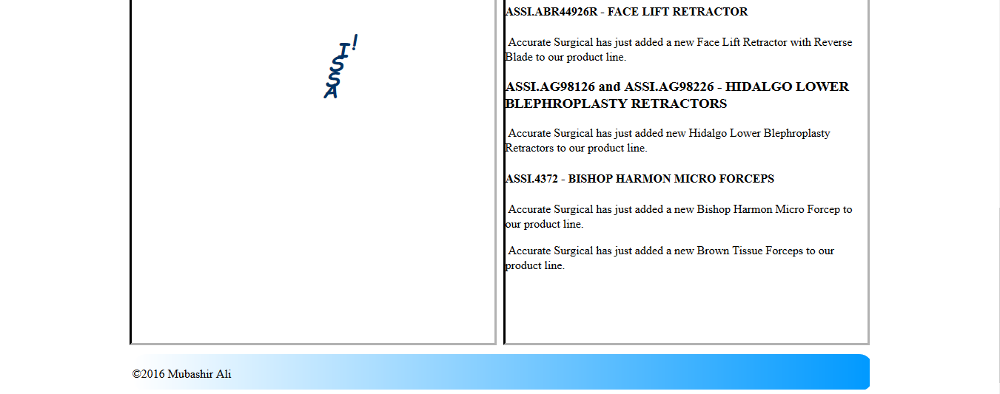 I!
S
S
A
ASSI.ABR44926R - FACE LIFT RETRACTOR
Accurate Surgical has just added a new Face Lift Retractor with Reverse
Blade to our product line.
ASSI.AG98126 and ASSI.AG98226 - HIDALGO LOWER
BLEPHROPLASTY RETRACTORS
Accurate Surgical has just added new Hidalgo Lower Blephroplasty
Retractors to our product line.
ASSI.4372 - BISHOP HARMON MICRO FORCEPS
Accurate Surgical has just added a new Bishop Harmon Micro Forcep to
our product line.
Accurate Surgical has just added a new Brown Tissue Forceps to our
product line.
©2016 Mubashir Ali